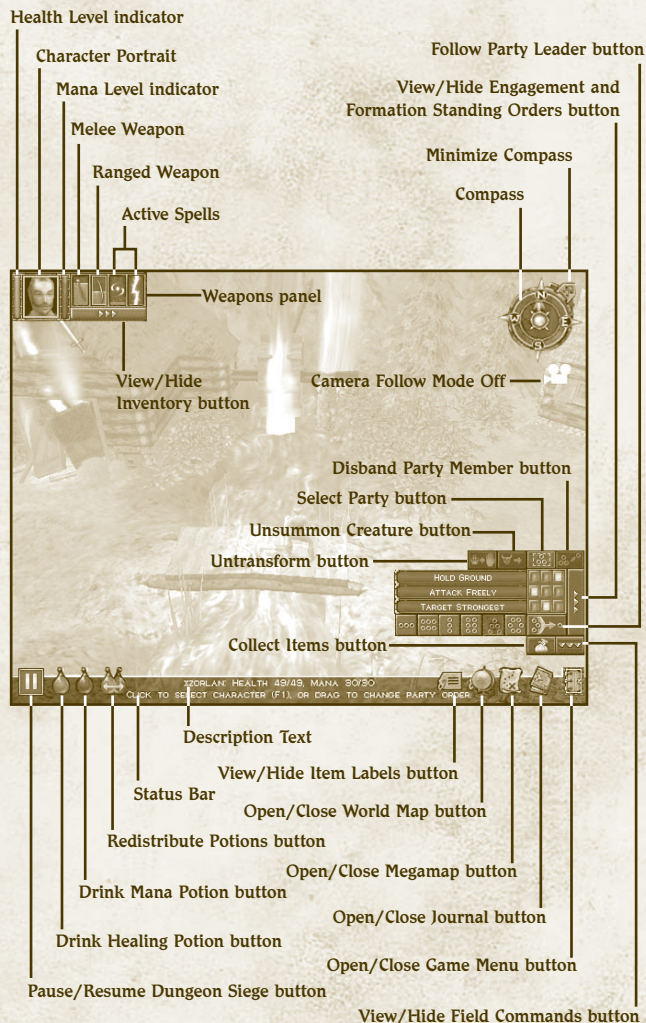 Health Level indicator
Character Portrait
Mana Level indicator
Melee Weapon
Ranged Weapon
Active Spells
Follow Party Leader button
View/Hide Engagement and
Formation Standing Orders button
Minimize Compass
Compass
Weapons panel
N
W
E
S
View/Hide
Inventory button
Camera Follow Mode Off
Disband Party Member button
Select Party button
Unsummon Creature button
Untransform button
HOLD GROUND
ATTACK FREELY
TARGET STRONGEST
Collect Items button
XZORLAN: HEALTH 49/49, MANA 30/30
CLICK TO SELECT CHARACTER (F1), OR DRAG TO CHANGE PARTY ORDER
Description Text
View/Hide Item Labels button
Status Bar
Open/Close World Map button
Redistribute Potions button
Open/Close Megamap button
Drink Mana Potion button
Open/Close Journal button
Drink Healing Potion button
Open/Close Game Menu button
Pause/Resume Dungeon Siege button
View/Hide Field Commands button